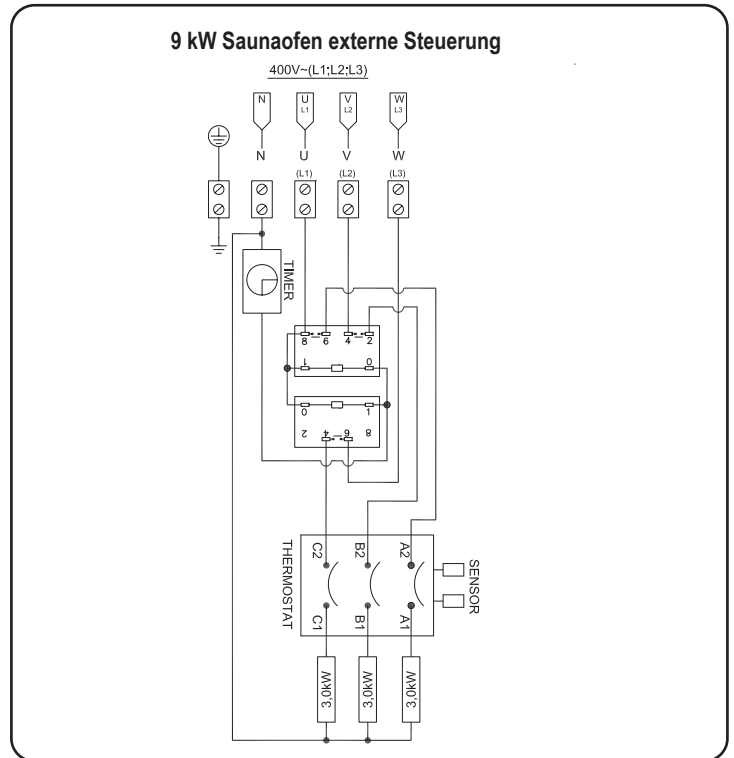 9 kW Saunaofen externe Steuerung
400V~(L1;L2;L3)
N
U
L1
V
L2
W
L3
N
U
V
W
(L1)
(L2)
(L3)
TIMER
8
6
4
2
1
0
0
1
2
4
6
8
C2
B2
A2
THERMOSTAT
SENSOR
C1
B1
A1
3,0kW
3,0kW
3,0kW